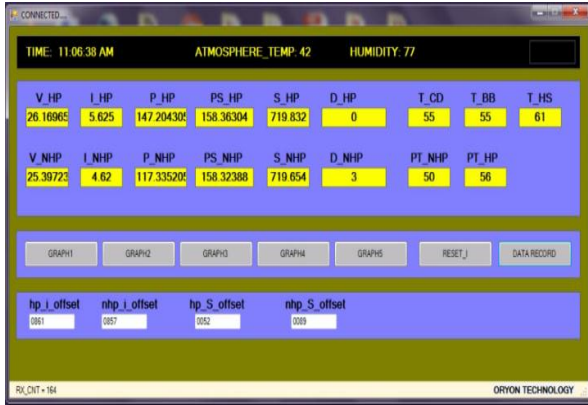 CONNECTED....
TIME: 11:06:38 AM ATMOSPHERE_TEMP: 42 HUMIDITY: 77
V_HP I_HP P_HP PS_HP S_HP D_HP T_CD T_BB T_HS
26.16965 5.625 147.204305 158.36304 719.832 0 55 55 61
V_NHP I_NHP P_NHP PS_NHP S_NHP D_NHP PT_NHP PT_HP
25.39723 4.62 117.335205 158.32388 719.654 3 50 56
GRAPH1 GRAPH2 GRAPH3 GRAPH4 GRAPH5 RESET_I DATA RECORD
hp_i_offset nhp_i_offset hp_S_offset nhp_S_offset
0861 0857 0052 0089
RX_CNT = 164 ORYON TECHNOLOGY